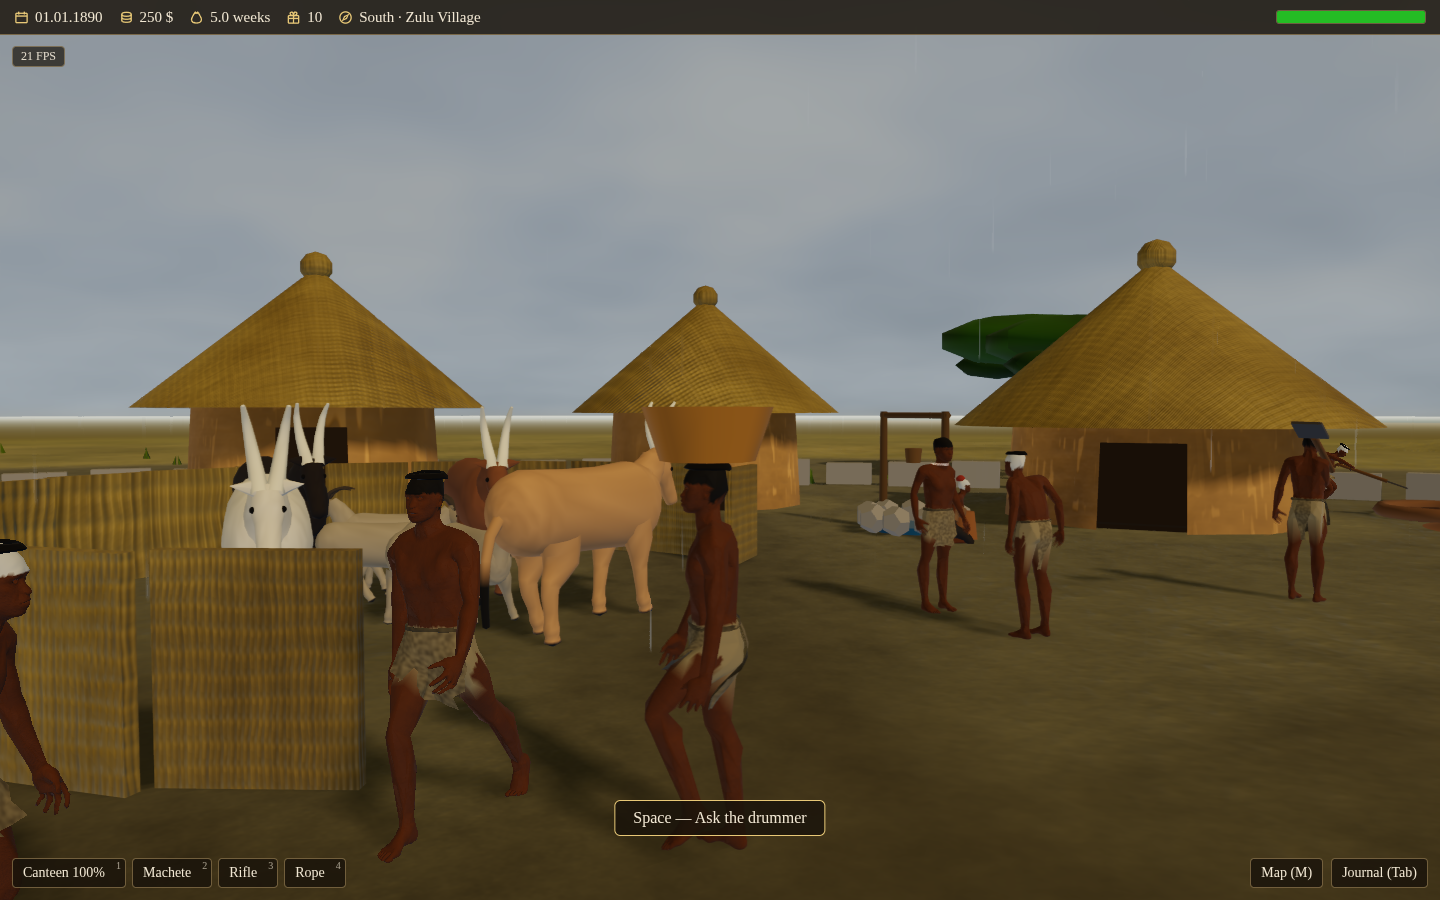 01.01.1890 250 $ 5.0 weeks 10 South · Zulu Village
21 FPS
Space — Ask the drummer
Canteen 100% 1 Machete 2 Rifle 3 Rope 4 Map (M) Journal (Tab)